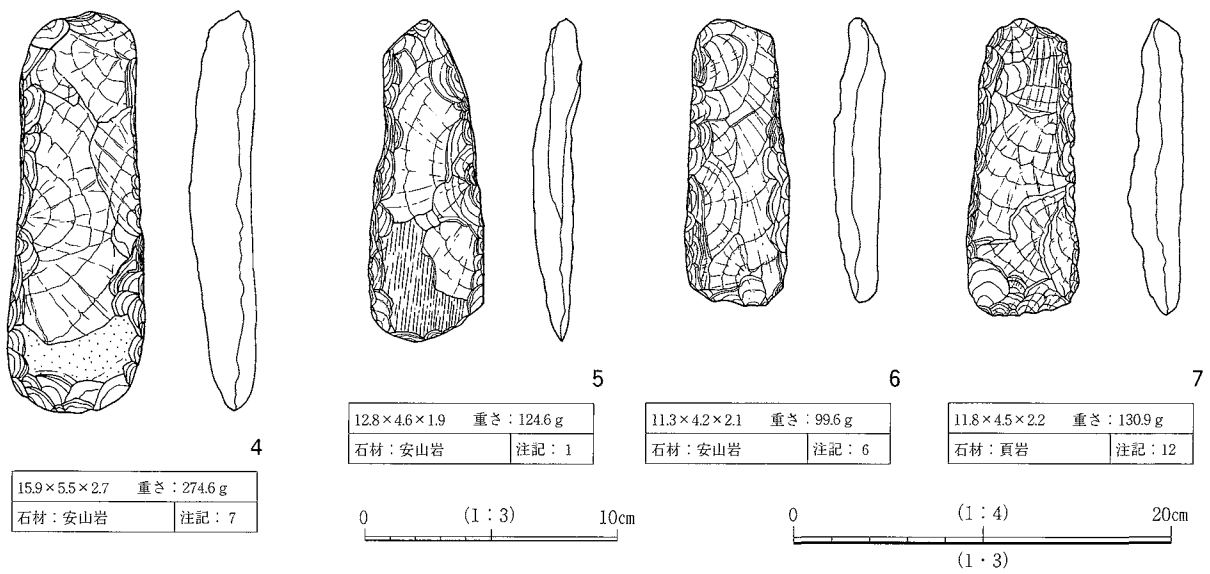 4
15.9×5.5×2.7 重さ：274.6g
石材：安山岩 注記：7
5
12.8×4.6×1.9 重さ：124.6g
石材：安山岩 注記：1
6
11.3×4.2×2.1 重さ：99.6g
石材：安山岩 注記：6
7
11.8×4.5×2.2 重さ：130.9g
石材：頁岩 注記：12
0 (1：3) 10cm
0 (1：4) 20cm
(1・3)